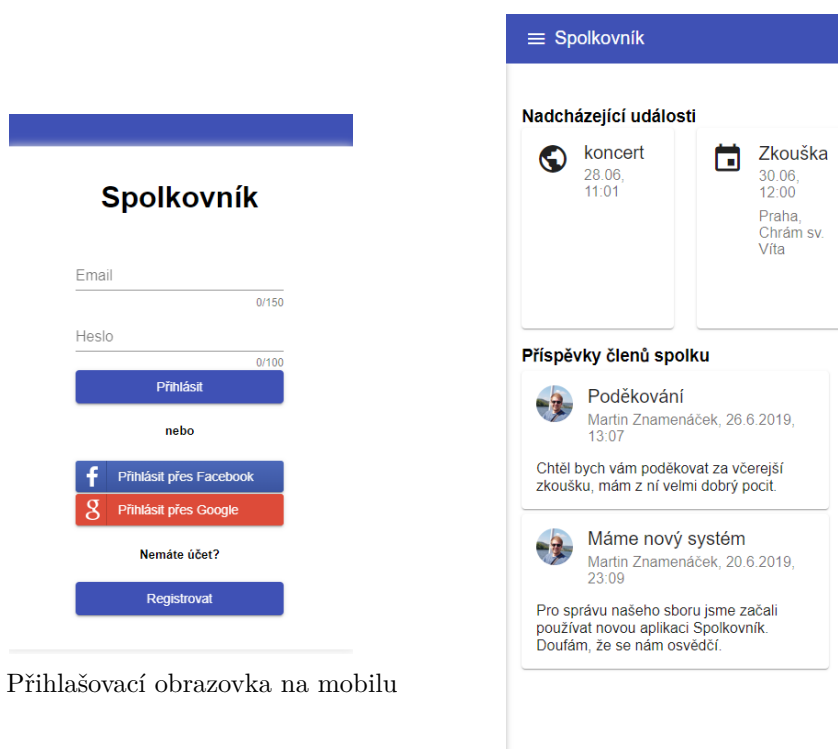 Spolkovník
Email
0/150
Heslo
0/100
Přihlásit
nebo
f Přihlásit přes Facebook
g Přihlásit přes Google
Nemáte účet?
Registrovat
Přihlašovací obrazovka na mobilu
Spolkovník
Nadcházející události
koncert
28.06,
11:01
Zkouška
30.06,
12:00
Praha,
Chrám sv.
Víta
Příspěvky členů spolku
Poděkování
Martin Znamenáček, 26.6.2019,
13:07
Chtěl bych vám poděkovat za včerejší
zkoušku, mám z ní velmi dobrý pocit.
Máme nový systém
Martin Znamenáček, 20.6.2019,
23:09
Pro správu našeho sboru jsme začali
používat novou aplikaci Spolkovník.
Doufám, že se nám osvědčí.